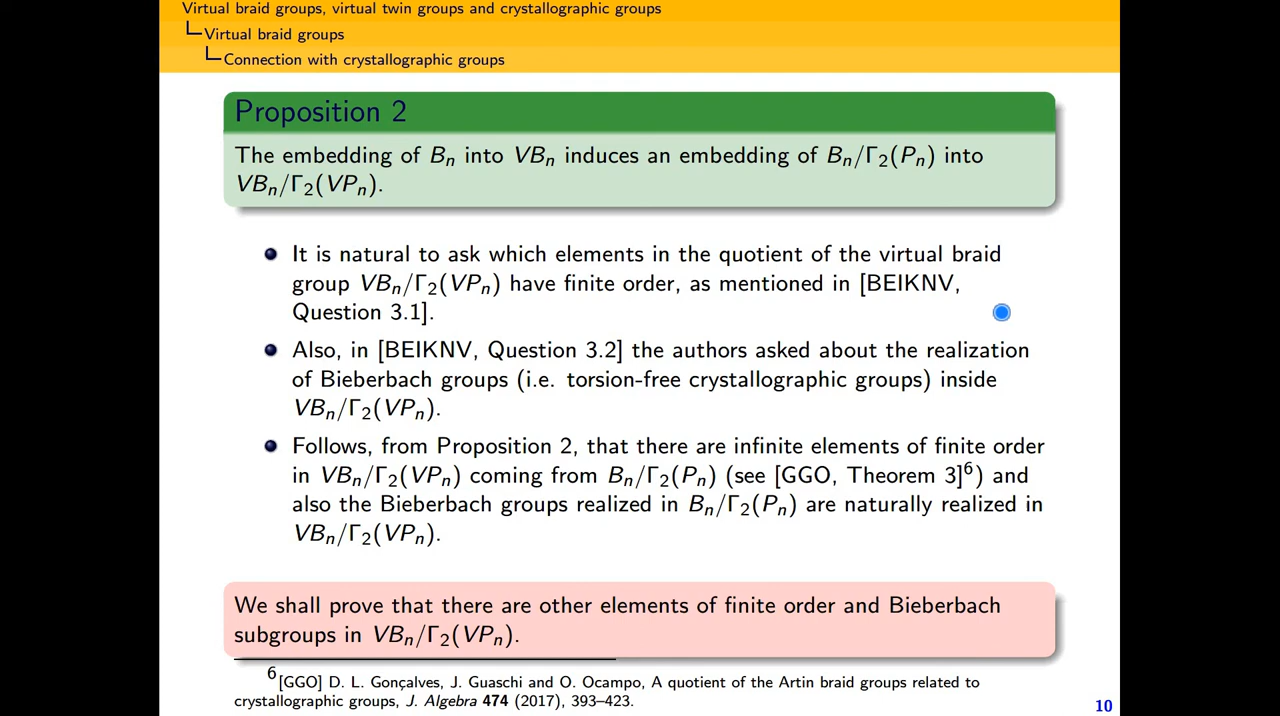 Virtual braid groups, virtual twin groups and crystallographic groups
Virtual braid groups
Connection with crystallographic groups
Proposition 2
The embedding of Bₙ into VBₙ induces an embedding of Bₙ/Γ₂(Pₙ) into
VBₙ/Γ₂(VPₙ).
It is natural to ask which elements in the quotient of the virtual braid
group VBₙ/Γ₂(VPₙ) have finite order, as mentioned in [BEIKNV,
Question 3.1].
Also, in [BEIKNV, Question 3.2] the authors asked about the realization
of Bieberbach groups (i.e. torsion-free crystallographic groups) inside
VBₙ/Γ₂(VPₙ).
Follows, from Proposition 2, that there are infinite elements of finite order
in VBₙ/Γ₂(VPₙ) coming from Bₙ/Γ₂(Pₙ) (see [GGO, Theorem 3]⁶) and
also the Bieberbach groups realized in Bₙ/Γ₂(Pₙ) are naturally realized in
VBₙ/Γ₂(VPₙ).
We shall prove that there are other elements of finite order and Bieberbach
subgroups in VBₙ/Γ₂(VPₙ).
⁶[GGO] D. L. Gonçalves, J. Guaschi and O. Ocampo, A quotient of the Artin braid groups related to
crystallographic groups, J. Algebra 474 (2017), 393–423.
10